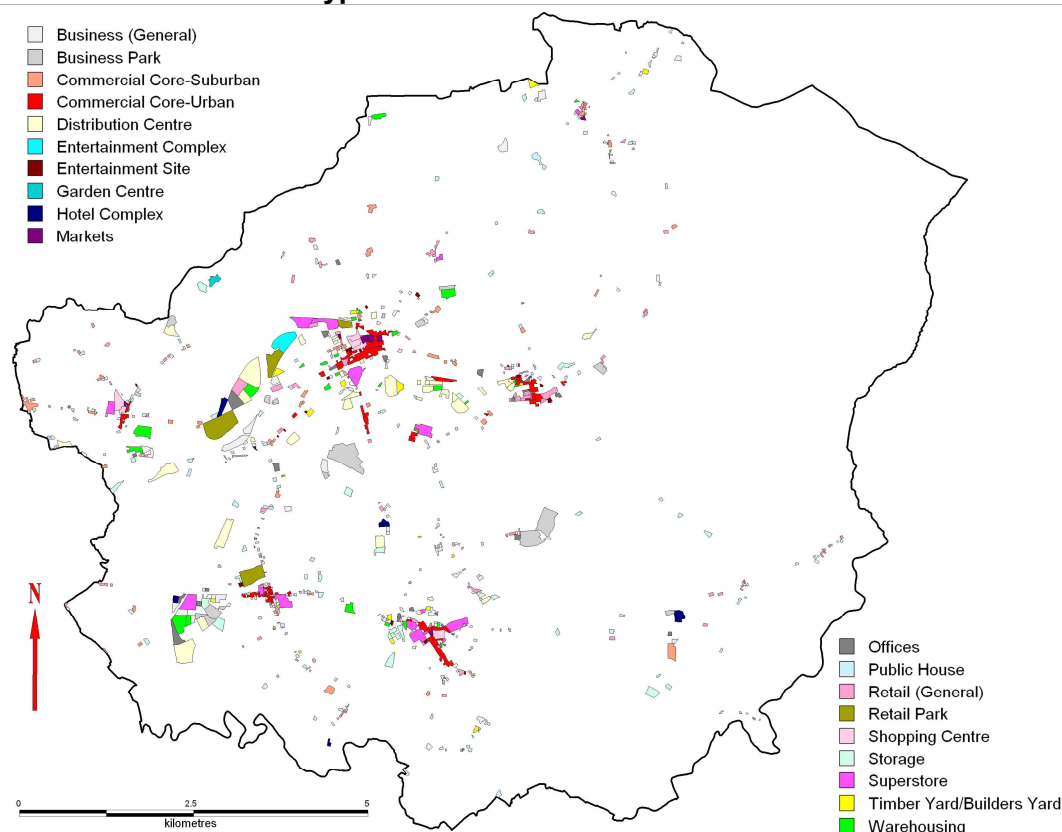 Business (General)
Business Park
Commercial Core-Suburban
Commercial Core-Urban
Distribution Centre
Entertainment Complex
Entertainment Site
Garden Centre
Hotel Complex
Markets
N
Offices
Public House
Retail (General)
Retail Park
Shopping Centre
Storage
Superstore
Timber Yard/Builders Yard
Warehousing
0 2.5 5
kilometres